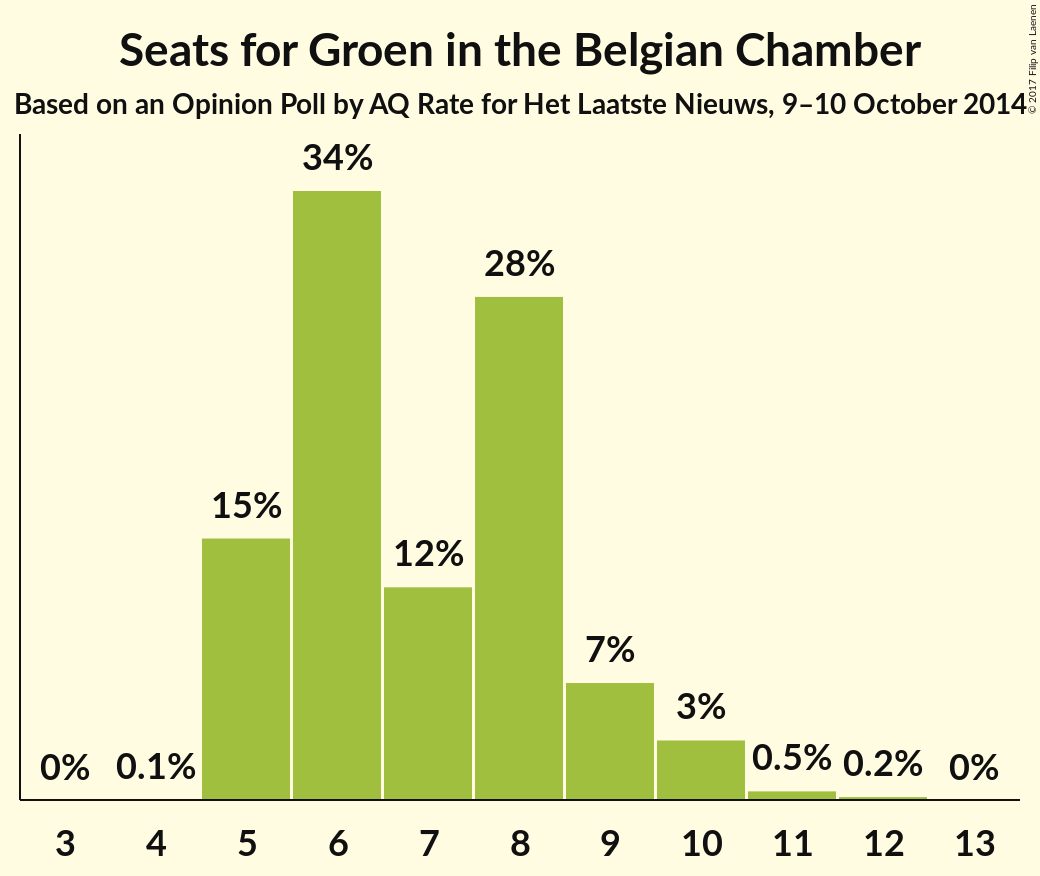 Seats for Groen in the Belgian Chamber
Based on an Opinion Poll by AQ Rate for Het Laatste Nieuws, 9–10 October 2014
© 2017 Filip van Laenen
34%
28%
15%
12%
7%
3%
0%
0.1%
0.5%
0.2%
0%
3 4 5 6 7 8 9 10 11 12 13